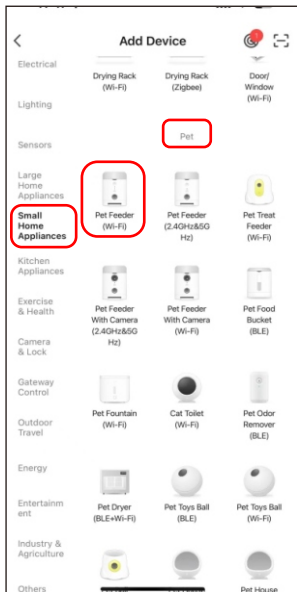 Add Device
Electrical
Lighting
Sensors
Large
Home
Appliances
Small
Home
Appliances
Kitchen
Appliances
Exercise
& Health
Camera
& Lock
Gateway
Control
Outdoor
Travel
Energy
Entertainm
ent
Industry &
Agriculture
Others
Drying Rack
(Wi-Fi)
Drying Rack
(Zigbee)
Door/
Window
(Wi-Fi)
Pet
Pet Feeder
(Wi-Fi)
Pet Feeder
(2.4GHz&5G
Hz)
Pet Treat
Feeder
(Wi-Fi)
Pet Feeder
With Camera
(2.4GHz&5G
Hz)
Pet Feeder
With Camera
(Wi-Fi)
Pet Food
Bucket
(BLE)
Pet Fountain
(Wi-Fi)
Cat Toilet
(Wi-Fi)
Pet Odor
Remover
(BLE)
Pet Dryer
(BLE+Wi-Fi)
Pet Toys Ball
(BLE)
Pet Toys Ball
(Wi-Fi)
Pet House